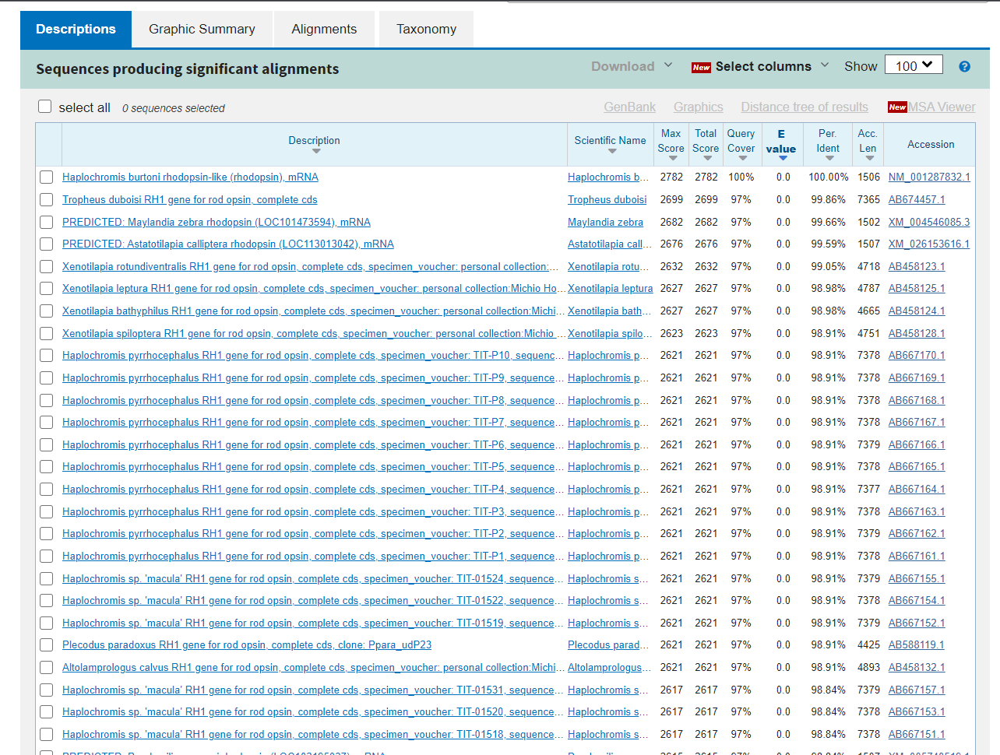 Descriptions Graphic Summary Alignments Taxonomy
Sequences producing significant alignments Download New Select columns Show 100 ?
select all 0 sequences selected GenBank Graphics Distance tree of results New MSA Viewer
Description Scientific Name Max Score Total Score Query Cover E value Per. Ident Acc. Len Accession
Haplochromis burtoni rhodopsin-like (rhodopsin), mRNA Haplochromis b... 2782 2782 100% 0.0 100.00% 1506 NM_001287832.1
Tropheus duboisi RH1 gene for rod opsin, complete cds Tropheus duboisi 2699 2699 97% 0.0 99.86% 7365 AB674457.1
PREDICTED: Maylandia zebra rhodopsin (LOC101473594), mRNA Maylandia zebra 2682 2682 97% 0.0 99.66% 1502 XM_004546085.3
PREDICTED: Astatotilapia calliptera rhodopsin (LOC113013042), mRNA Astatotilapia call... 2676 2676 97% 0.0 99.59% 1507 XM_026153616.1
Xenotilapia rotundiventralis RH1 gene for rod opsin, complete cds, specimen_voucher: personal collection:... Xenotilapia rotu... 2632 2632 97% 0.0 99.05% 4718 AB458123.1
Xenotilapia leptura RH1 gene for rod opsin, complete cds, specimen_voucher: personal collection:Michio Ho... Xenotilapia leptura 2627 2627 97% 0.0 98.98% 4787 AB458125.1
Xenotilapia bathyphilus RH1 gene for rod opsin, complete cds, specimen_voucher: personal collection:Michi... Xenotilapia bath... 2627 2627 97% 0.0 98.98% 4665 AB458124.1
Xenotilapia spiloptera RH1 gene for rod opsin, complete cds, specimen_voucher: personal collection:Michio ... Xenotilapia spilo... 2623 2623 97% 0.0 98.91% 4751 AB458128.1
Haplochromis pyrrhocephalus RH1 gene for rod opsin, complete cds, specimen_voucher: TIT-P10, sequenc... Haplochromis p... 2621 2621 97% 0.0 98.91% 7378 AB667170.1
Haplochromis pyrrhocephalus RH1 gene for rod opsin, complete cds, specimen_voucher: TIT-P9, sequence... Haplochromis p... 2621 2621 97% 0.0 98.91% 7378 AB667169.1
Haplochromis pyrrhocephalus RH1 gene for rod opsin, complete cds, specimen_voucher: TIT-P8, sequence... Haplochromis p... 2621 2621 97% 0.0 98.91% 7378 AB667168.1
Haplochromis pyrrhocephalus RH1 gene for rod opsin, complete cds, specimen_voucher: TIT-P7, sequence... Haplochromis p... 2621 2621 97% 0.0 98.91% 7378 AB667167.1
Haplochromis pyrrhocephalus RH1 gene for rod opsin, complete cds, specimen_voucher: TIT-P6, sequence... Haplochromis p... 2621 2621 97% 0.0 98.91% 7379 AB667166.1
Haplochromis pyrrhocephalus RH1 gene for rod opsin, complete cds, specimen_voucher: TIT-P5, sequence... Haplochromis p... 2621 2621 97% 0.0 98.91% 7378 AB667165.1
Haplochromis pyrrhocephalus RH1 gene for rod opsin, complete cds, specimen_voucher: TIT-P4, sequence... Haplochromis p... 2621 2621 97% 0.0 98.91% 7377 AB667164.1
Haplochromis pyrrhocephalus RH1 gene for rod opsin, complete cds, specimen_voucher: TIT-P3, sequence... Haplochromis p... 2621 2621 97% 0.0 98.91% 7378 AB667163.1
Haplochromis pyrrhocephalus RH1 gene for rod opsin, complete cds, specimen_voucher: TIT-P2, sequence... Haplochromis p... 2621 2621 97% 0.0 98.91% 7379 AB667162.1
Haplochromis pyrrhocephalus RH1 gene for rod opsin, complete cds, specimen_voucher: TIT-P1, sequence... Haplochromis p... 2621 2621 97% 0.0 98.91% 7378 AB667161.1
Haplochromis sp. 'macula' RH1 gene for rod opsin, complete cds, specimen_voucher: TIT-01524, sequence... Haplochromis s... 2621 2621 97% 0.0 98.91% 7379 AB667155.1
Haplochromis sp. 'macula' RH1 gene for rod opsin, complete cds, specimen_voucher: TIT-01522, sequence... Haplochromis s... 2621 2621 97% 0.0 98.91% 7378 AB667154.1
Haplochromis sp. 'macula' RH1 gene for rod opsin, complete cds, specimen_voucher: TIT-01519, sequence... Haplochromis s... 2621 2621 97% 0.0 98.91% 7379 AB667152.1
Plecodus paradoxus RH1 gene for rod opsin, complete cds, clone: Ppara_udP23 Plecodus parad... 2621 2621 97% 0.0 98.91% 4425 AB588119.1
Altolamprologus calvus RH1 gene for rod opsin, complete cds, specimen_voucher: personal collection:Michi... Altolamprologus... 2621 2621 97% 0.0 98.91% 4893 AB458132.1
Haplochromis sp. 'macula' RH1 gene for rod opsin, complete cds, specimen_voucher: TIT-01531, sequence... Haplochromis s... 2617 2617 97% 0.0 98.84% 7379 AB667157.1
Haplochromis sp. 'macula' RH1 gene for rod opsin, complete cds, specimen_voucher: TIT-01520, sequence... Haplochromis s... 2617 2617 97% 0.0 98.84% 7378 AB667153.1
Haplochromis sp. 'macula' RH1 gene for rod opsin, complete cds, specimen_voucher: TIT-01518, sequence... Haplochromis s... 2617 2617 97% 0.0 98.84% 7378 AB667151.1